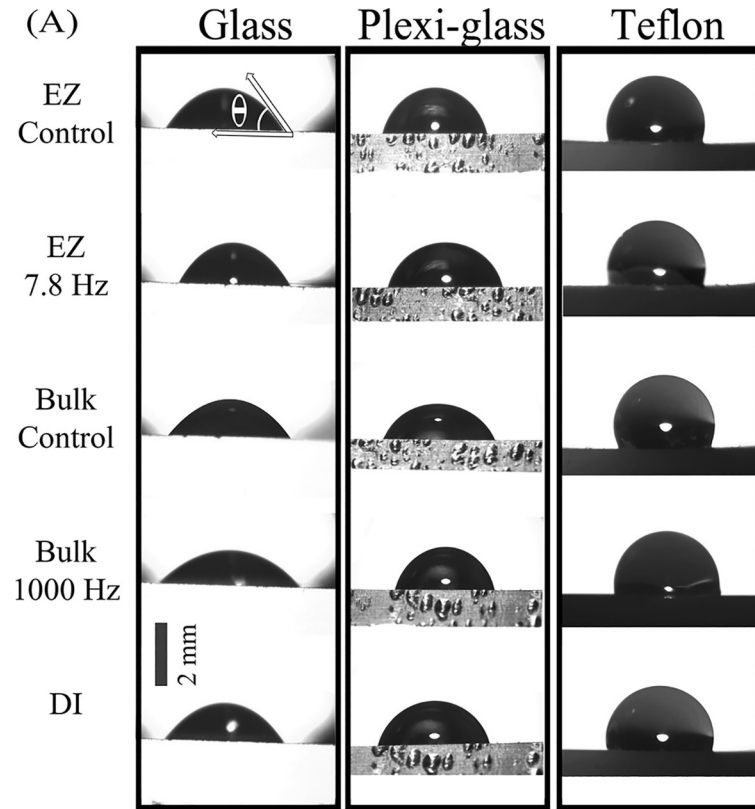 (A)
Glass
Plexi-glass
Teflon
EZ
Control
θ
EZ
7.8 Hz
Bulk
Control
Bulk
1000 Hz
2 mm
DI